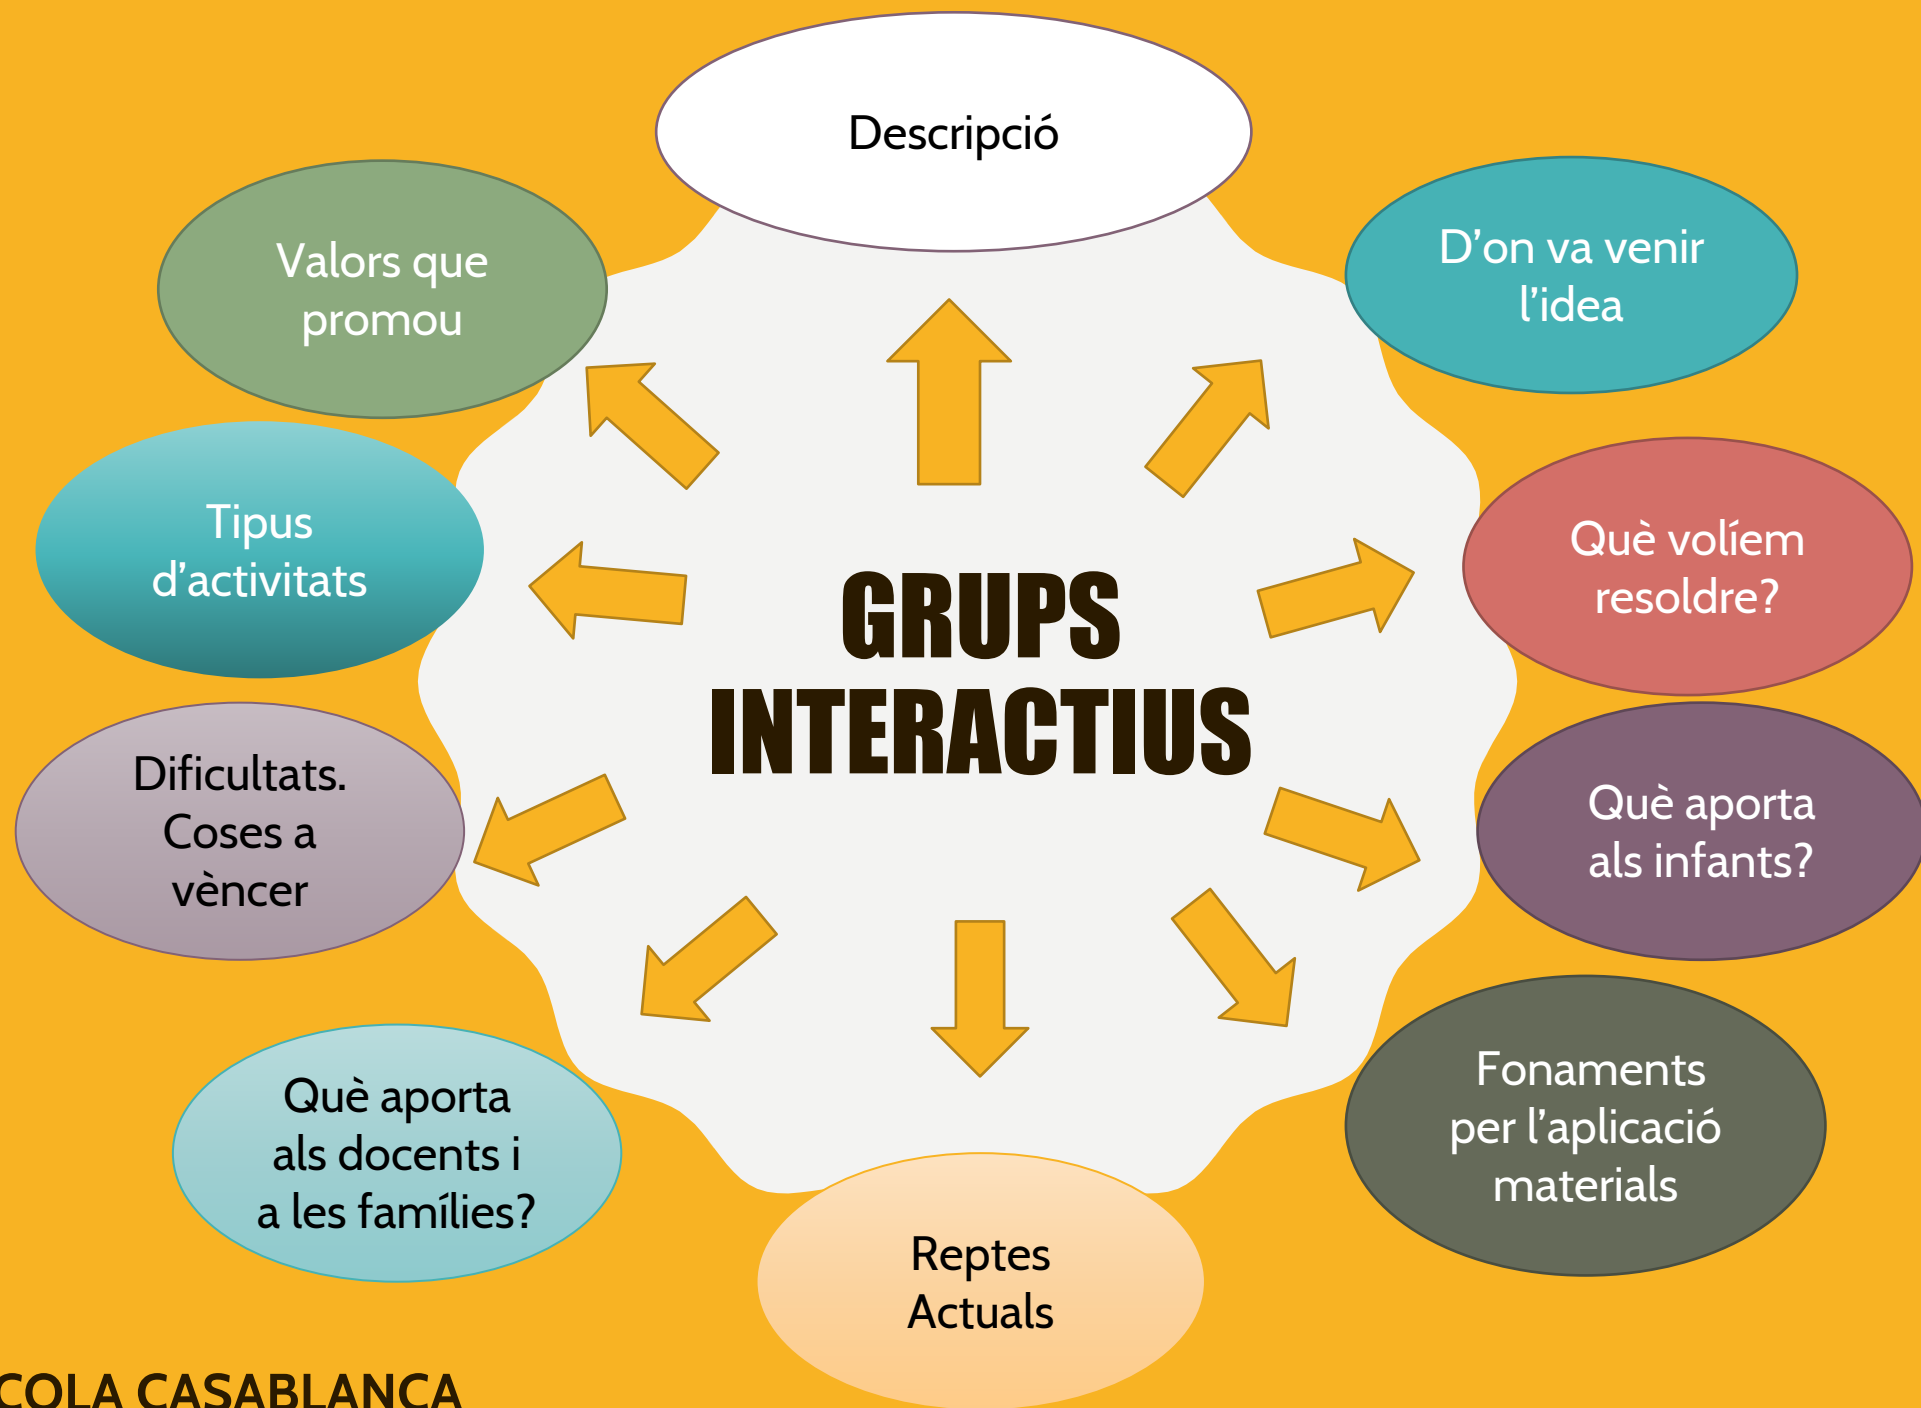 Descripció
D’on va venir
l’idea
Què volíem
resoldre?
Què aporta
als infants?
Fonaments
per l’aplicació
materials
Reptes
Actuals
Què aporta
als docents i
a les famílies?
Dificultats.
Coses a
vèncer
Tipus
d’activitats
Valors que
promou
GRUPS
INTERACTIUS
COLA CASABLANCA